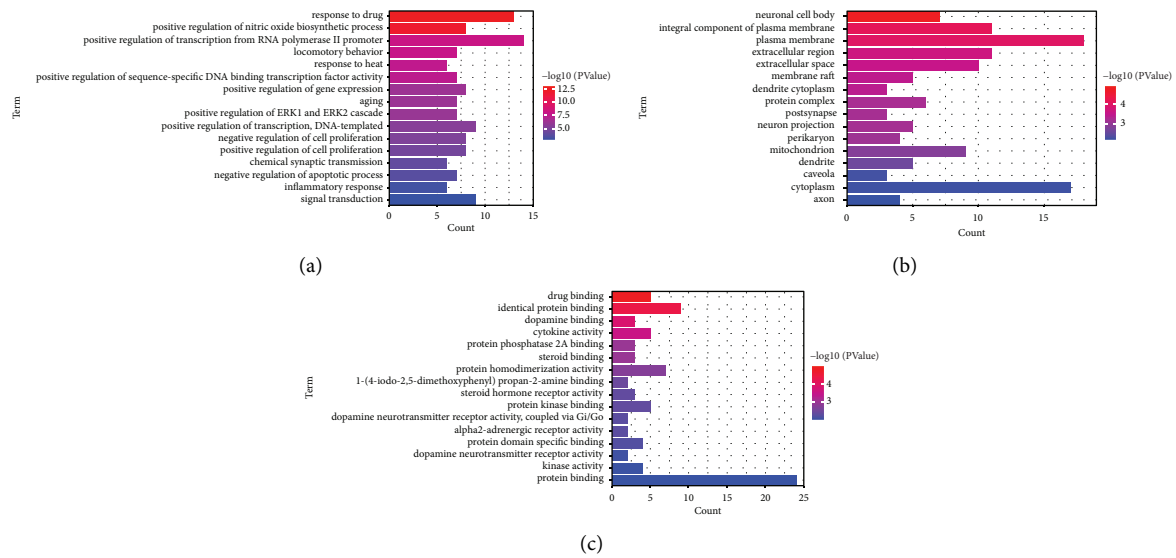 response to drug
positive regulation of nitric oxide biosynthetic process
positive regulation of transcription from RNA polymerase II promoter
locomotory behavior
response to heat
positive regulation of sequence-specific DNA binding transcription factor activity
positive regulation of gene expression
aging
positive regulation of ERK1 and ERK2 cascade
positive regulation of transcription, DNA-templated
negative regulation of cell proliferation
positive regulation of cell proliferation
chemical synaptic transmission
negative regulation of apoptotic process
inflammatory response
signal transduction
Term
0 5 10 15
Count
−log10 (PValue)
12.5
10.0
7.5
5.0
(a)
neuronal cell body
integral component of plasma membrane
plasma membrane
extracellular region
extracellular space
membrane raft
dendrite cytoplasm
protein complex
postsynapse
neuron projection
perikaryon
mitochondrion
dendrite
caveola
cytoplasm
axon
Term
0 5 10 15
Count
−log10 (PValue)
4
3
(b)
drug binding
identical protein binding
dopamine binding
cytokine activity
protein phosphatase 2A binding
steroid binding
protein homodimerization activity
1-(4-iodo-2,5-dimethoxyphenyl) propan-2-amine binding
steroid hormone receptor activity
protein kinase binding
dopamine neurotransmitter receptor activity, coupled via Gi/Go
alpha2-adrenergic receptor activity
protein domain specific binding
dopamine neurotransmitter receptor activity
kinase activity
protein binding
Term
0 5 10 15 20 25
Count
−log10 (PValue)
4
3
(c)